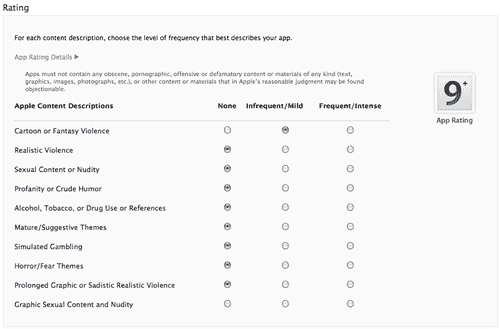 Rating
For each content description, choose the level of frequency that best describes your app.
App Rating Details ▶
Apps must not contain any obscene, pornographic, offensive or defamatory content or materials of any kind (text,
graphics, images, photographs, etc.), or other content or materials that in Apple's reasonable judgment may be found
objectionable.
Apple Content Descriptions None Infrequent/Mild Frequent/Intense
9+
App Rating
Cartoon or Fantasy Violence
Realistic Violence
Sexual Content or Nudity
Profanity or Crude Humor
Alcohol, Tobacco, or Drug Use or References
Mature/Suggestive Themes
Simulated Gambling
Horror/Fear Themes
Prolonged Graphic or Sadistic Realistic Violence
Graphic Sexual Content and Nudity